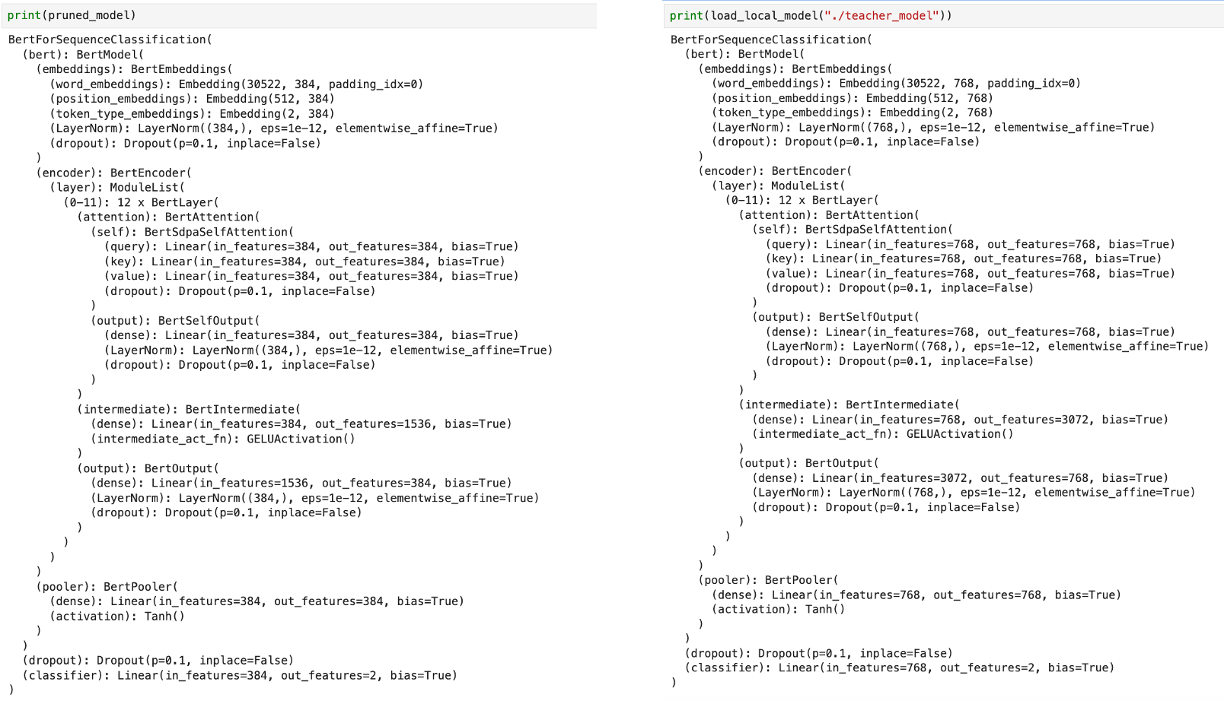 print(pruned_model)
BertForSequenceClassification(
  (bert): BertModel(
    (embeddings): BertEmbeddings(
      (word_embeddings): Embedding(30522, 384, padding_idx=0)
      (position_embeddings): Embedding(512, 384)
      (token_type_embeddings): Embedding(2, 384)
      (LayerNorm): LayerNorm((384,), eps=1e-12, elementwise_affine=True)
      (dropout): Dropout(p=0.1, inplace=False)
    )
    (encoder): BertEncoder(
      (layer): ModuleList(
        (0-11): 12 x BertLayer(
          (attention): BertAttention(
            (self): BertSdpaSelfAttention(
              (query): Linear(in_features=384, out_features=384, bias=True)
              (key): Linear(in_features=384, out_features=384, bias=True)
              (value): Linear(in_features=384, out_features=384, bias=True)
              (dropout): Dropout(p=0.1, inplace=False)
            )
            (output): BertSelfOutput(
              (dense): Linear(in_features=384, out_features=384, bias=True)
              (LayerNorm): LayerNorm((384,), eps=1e-12, elementwise_affine=True)
              (dropout): Dropout(p=0.1, inplace=False)
            )
          )
          (intermediate): BertIntermediate(
            (dense): Linear(in_features=384, out_features=1536, bias=True)
            (intermediate_act_fn): GELUActivation()
          )
          (output): BertOutput(
            (dense): Linear(in_features=1536, out_features=384, bias=True)
            (LayerNorm): LayerNorm((384,), eps=1e-12, elementwise_affine=True)
            (dropout): Dropout(p=0.1, inplace=False)
          )
        )
      )
    )
    (pooler): BertPooler(
      (dense): Linear(in_features=384, out_features=384, bias=True)
      (activation): Tanh()
    )
  )
  (dropout): Dropout(p=0.1, inplace=False)
  (classifier): Linear(in_features=384, out_features=2, bias=True)
)
print(load_local_model("./teacher_model"))
BertForSequenceClassification(
  (bert): BertModel(
    (embeddings): BertEmbeddings(
      (word_embeddings): Embedding(30522, 768, padding_idx=0)
      (position_embeddings): Embedding(512, 768)
      (token_type_embeddings): Embedding(2, 768)
      (LayerNorm): LayerNorm((768,), eps=1e-12, elementwise_affine=True)
      (dropout): Dropout(p=0.1, inplace=False)
    )
    (encoder): BertEncoder(
      (layer): ModuleList(
        (0-11): 12 x BertLayer(
          (attention): BertAttention(
            (self): BertSdpaSelfAttention(
              (query): Linear(in_features=768, out_features=768, bias=True)
              (key): Linear(in_features=768, out_features=768, bias=True)
              (value): Linear(in_features=768, out_features=768, bias=True)
              (dropout): Dropout(p=0.1, inplace=False)
            )
            (output): BertSelfOutput(
              (dense): Linear(in_features=768, out_features=768, bias=True)
              (LayerNorm): LayerNorm((768,), eps=1e-12, elementwise_affine=True)
              (dropout): Dropout(p=0.1, inplace=False)
            )
          )
          (intermediate): BertIntermediate(
            (dense): Linear(in_features=768, out_features=3072, bias=True)
            (intermediate_act_fn): GELUActivation()
          )
          (output): BertOutput(
            (dense): Linear(in_features=3072, out_features=768, bias=True)
            (LayerNorm): LayerNorm((768,), eps=1e-12, elementwise_affine=True)
            (dropout): Dropout(p=0.1, inplace=False)
          )
        )
      )
    )
    (pooler): BertPooler(
      (dense): Linear(in_features=768, out_features=768, bias=True)
      (activation): Tanh()
    )
  )
  (dropout): Dropout(p=0.1, inplace=False)
  (classifier): Linear(in_features=768, out_features=2, bias=True)
)